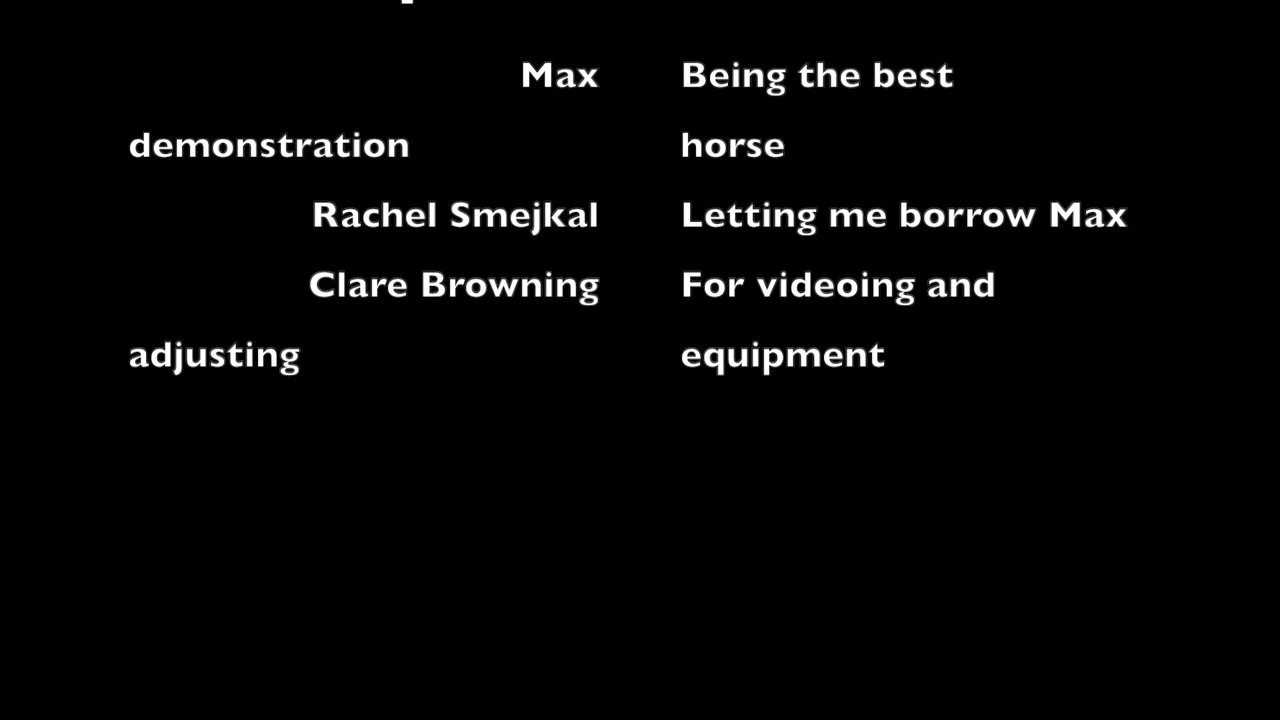 Max Being the best
demonstration horse
Rachel Smejkal Letting me borrow Max
Clare Browning For videoing and
adjusting equipment